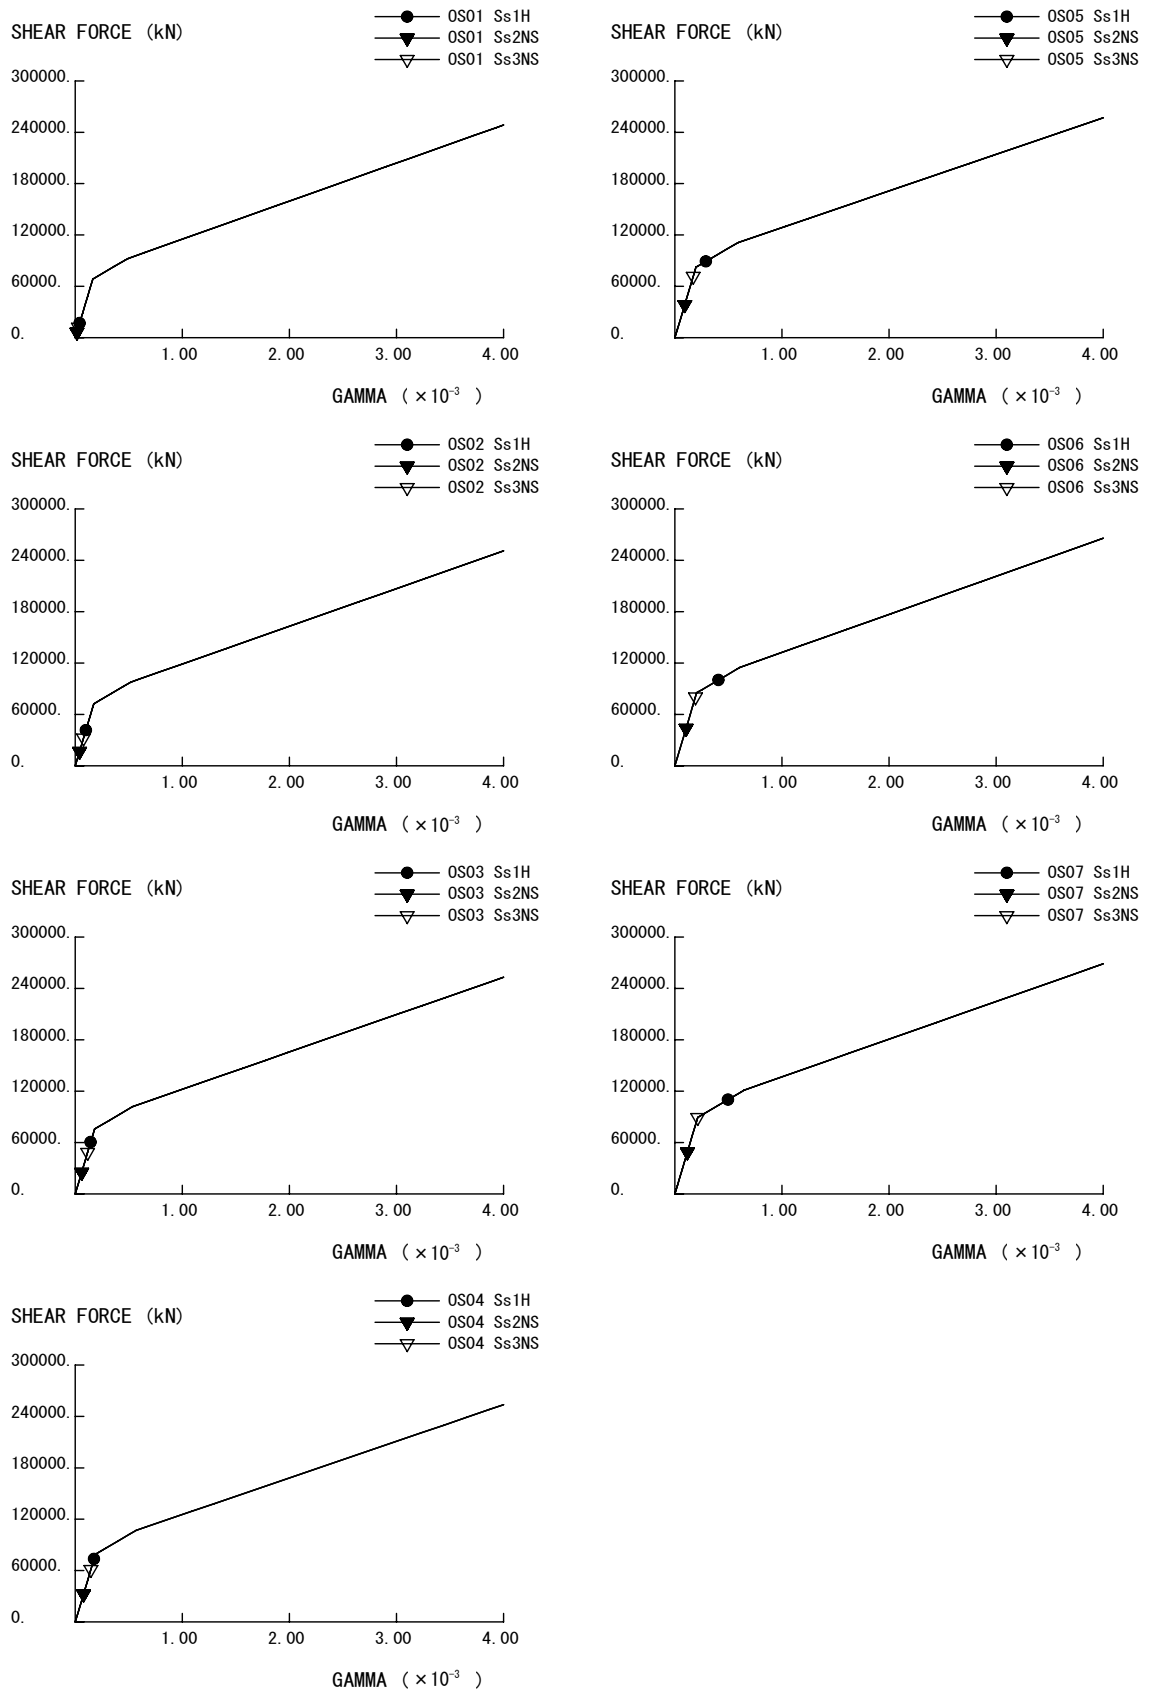 SHEAR FORCE (kN)
OS01 Ss1H
OS01 Ss2NS
OS01 Ss3NS
300000.
240000.
180000.
120000.
60000.
0.
1.00 2.00 3.00 4.00
GAMMA (×10⁻³ )
SHEAR FORCE (kN)
OS05 Ss1H
OS05 Ss2NS
OS05 Ss3NS
300000.
240000.
180000.
120000.
60000.
0.
1.00 2.00 3.00 4.00
GAMMA (×10⁻³ )
SHEAR FORCE (kN)
OS02 Ss1H
OS02 Ss2NS
OS02 Ss3NS
300000.
240000.
180000.
120000.
60000.
0.
1.00 2.00 3.00 4.00
GAMMA (×10⁻³ )
SHEAR FORCE (kN)
OS06 Ss1H
OS06 Ss2NS
OS06 Ss3NS
300000.
240000.
180000.
120000.
60000.
0.
1.00 2.00 3.00 4.00
GAMMA (×10⁻³ )
SHEAR FORCE (kN)
OS03 Ss1H
OS03 Ss2NS
OS03 Ss3NS
300000.
240000.
180000.
120000.
60000.
0.
1.00 2.00 3.00 4.00
GAMMA (×10⁻³ )
SHEAR FORCE (kN)
OS07 Ss1H
OS07 Ss2NS
OS07 Ss3NS
300000.
240000.
180000.
120000.
60000.
0.
1.00 2.00 3.00 4.00
GAMMA (×10⁻³ )
SHEAR FORCE (kN)
OS04 Ss1H
OS04 Ss2NS
OS04 Ss3NS
300000.
240000.
180000.
120000.
60000.
0.
1.00 2.00 3.00 4.00
GAMMA (×10⁻³ )